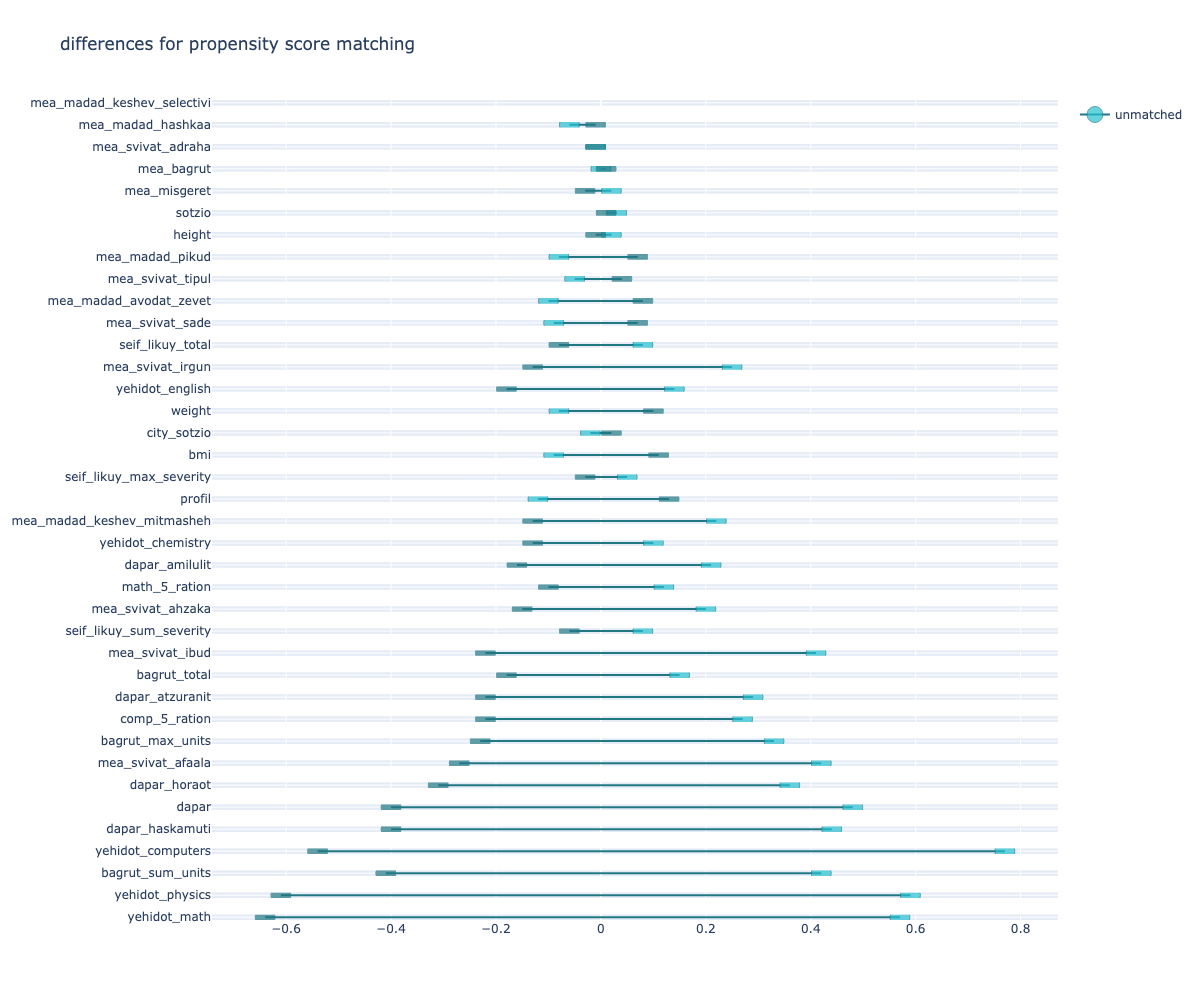 differences for propensity score matching
unmatched
mea_madad_keshev_selectivi
mea_madad_hashkaa
mea_svivat_adraha
mea_bagrut
mea_misgeret
sotzio
height
mea_madad_pikud
mea_svivat_tipul
mea_madad_avodat_zevet
mea_svivat_sade
seif_likuy_total
mea_svivat_irgun
yehidot_english
weight
city_sotzio
bmi
seif_likuy_max_severity
profil
mea_madad_keshev_mitmasheh
yehidot_chemistry
dapar_amilulit
math_5_ration
mea_svivat_ahzaka
seif_likuy_sum_severity
mea_svivat_ibud
bagrut_total
dapar_atzuranit
comp_5_ration
bagrut_max_units
mea_svivat_afaala
dapar_horaot
dapar
dapar_haskamuti
yehidot_computers
bagrut_sum_units
yehidot_physics
yehidot_math
−0.6 −0.4 −0.2 0 0.2 0.4 0.6 0.8